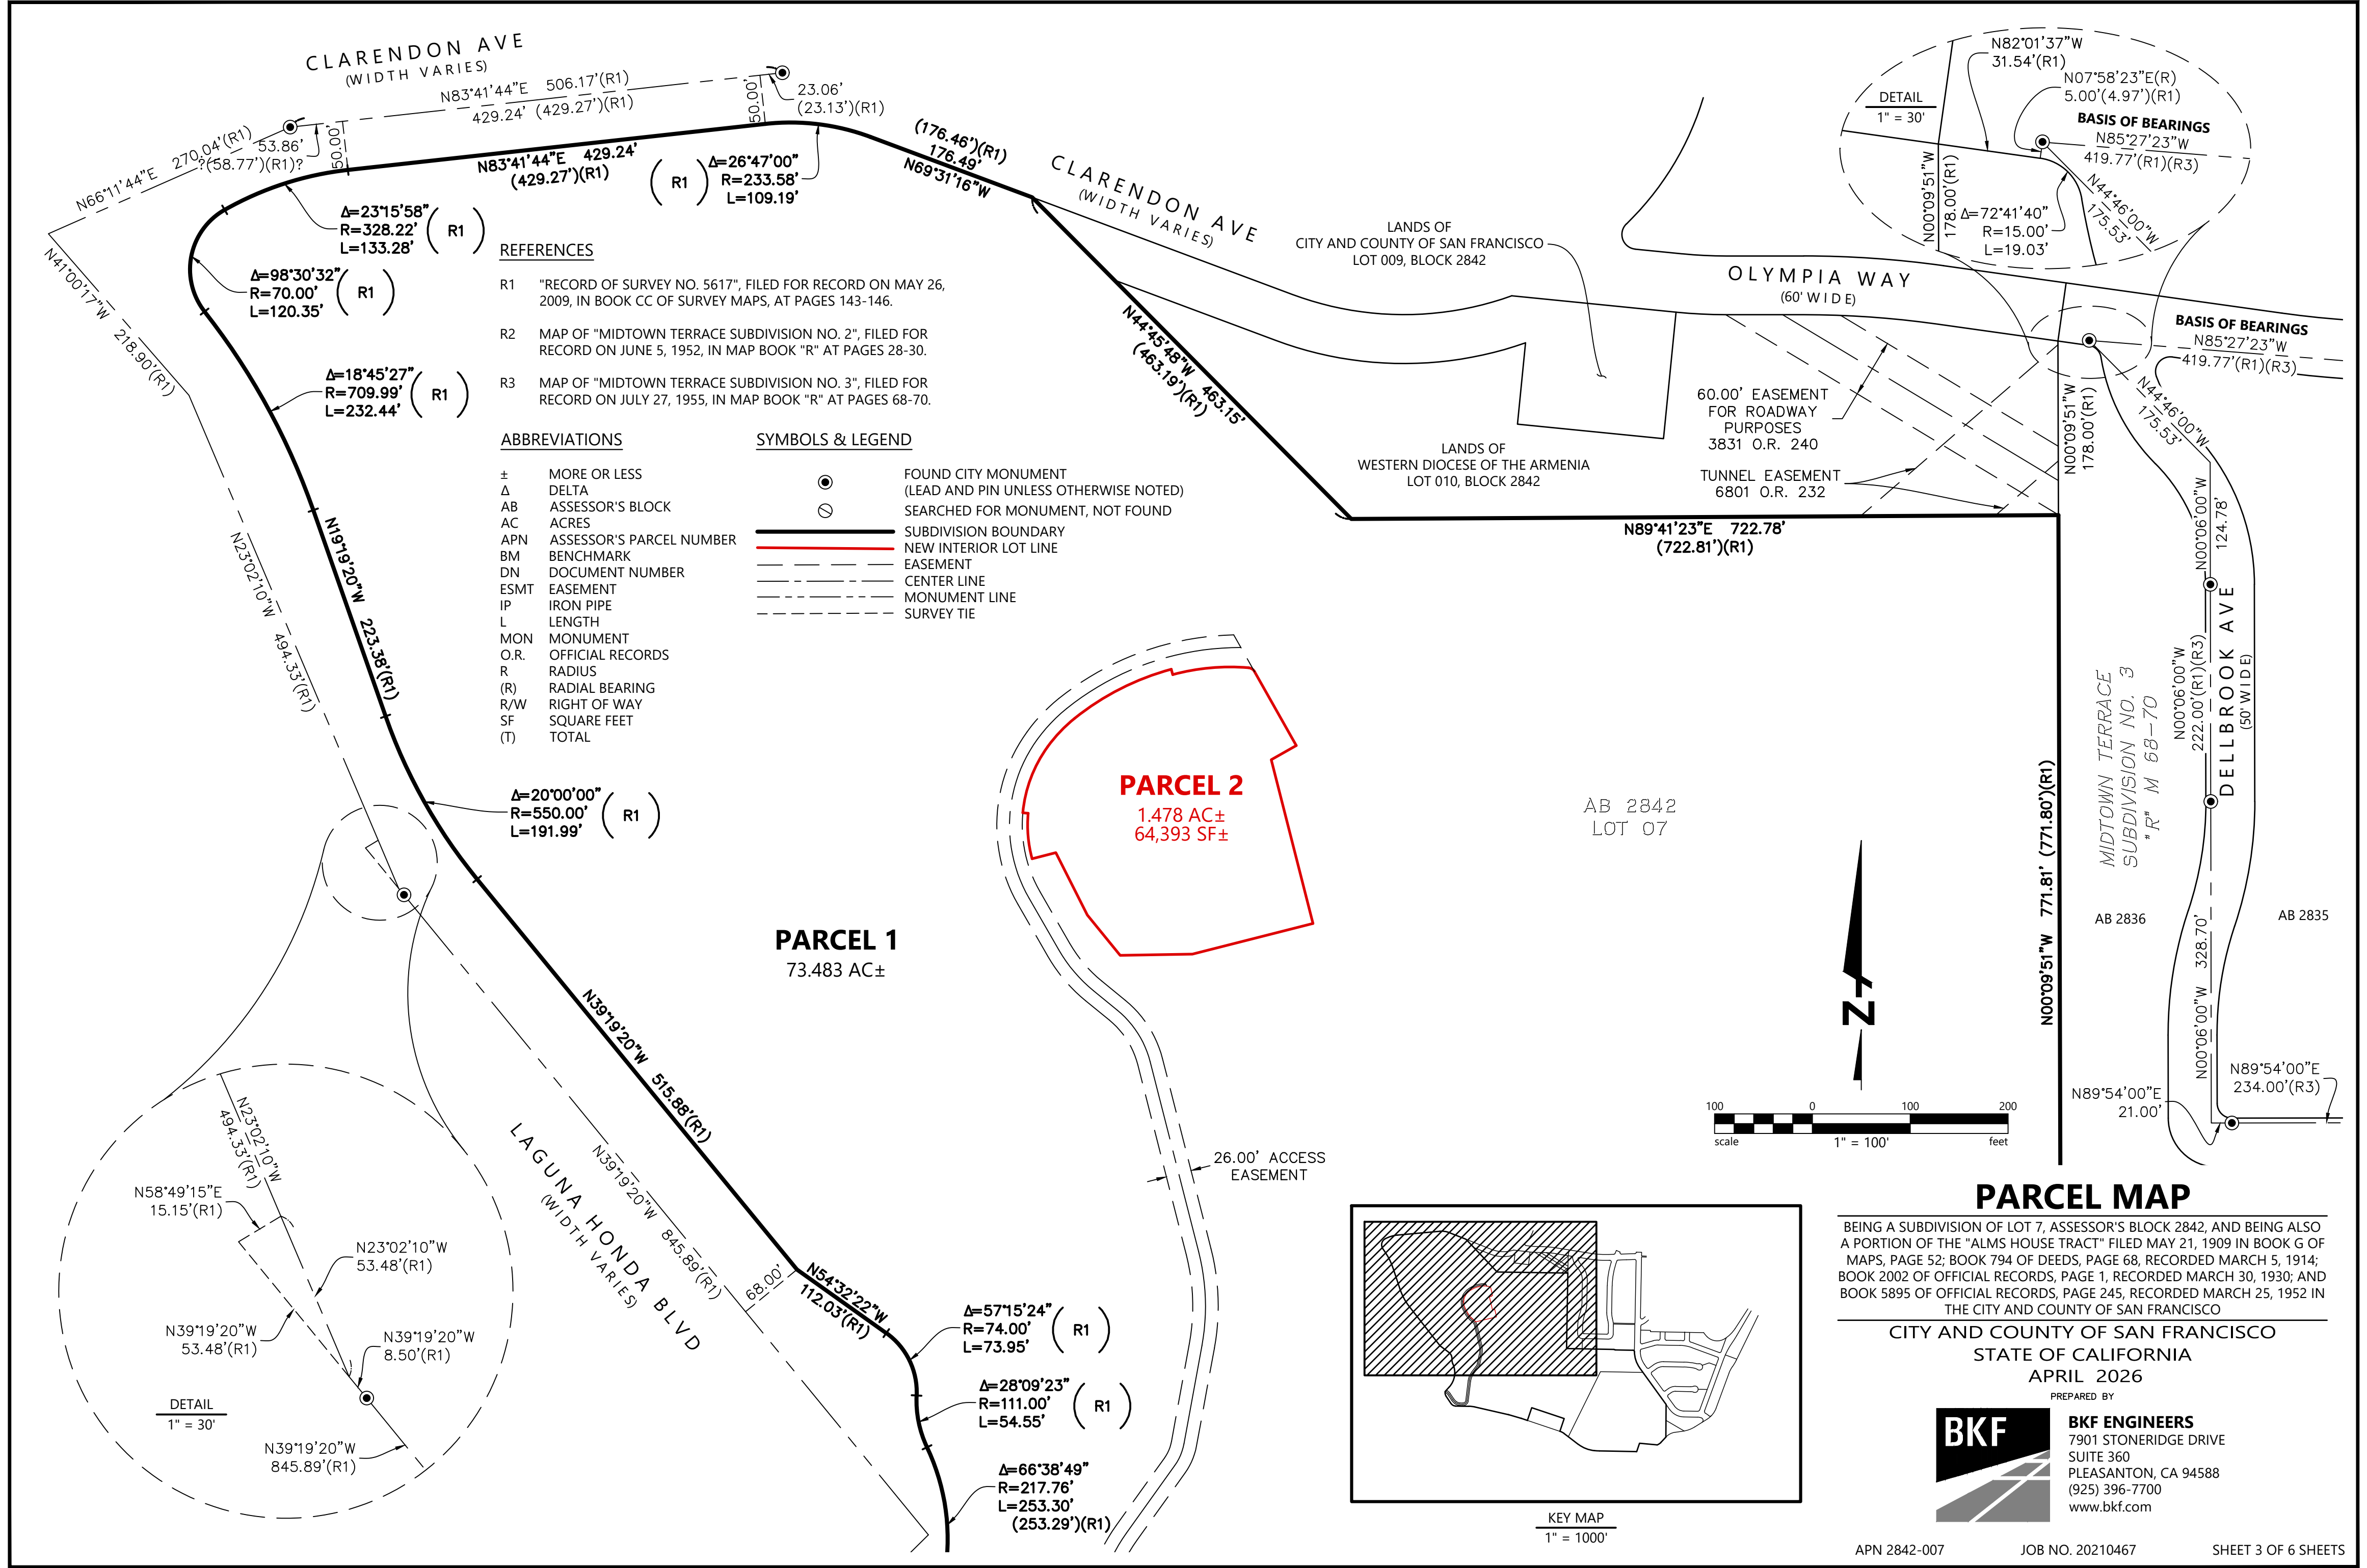 CLARENDON AVE
(WIDTH VARIES)
N83°41'44"E 506.17'(R1)
429.24' (429.27')(R1)
50.00'
23.06'
(23.13')(R1)
N66°11'44"E 270.04'(R1)
53.86'
?(58.77')(R1)?
50.00'
N83°41'44"E 429.24'
(429.27')(R1)
(R1)
Δ=26°47'00"
R=233.58'
L=109.19'
(176.46')(R1)
176.49'
N69°31'16"W
CLARENDON AVE
(WIDTH VARIES)
Δ=23°15'58"
R=328.22'
L=133.28'
(R1)
Δ=98°30'32"
R=70.00'
L=120.35'
(R1)
N41°00'17"W 218.90'(R1)
Δ=18°45'27"
R=709.99'
L=232.44'
(R1)
N19°19'20"W 223.38'(R1)
N23°02'10"W 494.33'(R1)
Δ=20°00'00"
R=550.00'
L=191.99'
(R1)
REFERENCES
R1 "RECORD OF SURVEY NO. 5617", FILED FOR RECORD ON MAY 26,
2009, IN BOOK CC OF SURVEY MAPS, AT PAGES 143-146.
R2 MAP OF "MIDTOWN TERRACE SUBDIVISION NO. 2", FILED FOR
RECORD ON JUNE 5, 1952, IN MAP BOOK "R" AT PAGES 28-30.
R3 MAP OF "MIDTOWN TERRACE SUBDIVISION NO. 3", FILED FOR
RECORD ON JULY 27, 1955, IN MAP BOOK "R" AT PAGES 68-70.
ABBREVIATIONS
± MORE OR LESS
Δ DELTA
AB ASSESSOR'S BLOCK
AC ACRES
APN ASSESSOR'S PARCEL NUMBER
BM BENCHMARK
DN DOCUMENT NUMBER
ESMT EASEMENT
IP IRON PIPE
L LENGTH
MON MONUMENT
O.R. OFFICIAL RECORDS
R RADIUS
(R) RADIAL BEARING
R/W RIGHT OF WAY
SF SQUARE FEET
(T) TOTAL
SYMBOLS & LEGEND
FOUND CITY MONUMENT
(LEAD AND PIN UNLESS OTHERWISE NOTED)
SEARCHED FOR MONUMENT, NOT FOUND
SUBDIVISION BOUNDARY
NEW INTERIOR LOT LINE
EASEMENT
CENTER LINE
MONUMENT LINE
SURVEY TIE
LANDS OF
CITY AND COUNTY OF SAN FRANCISCO
LOT 009, BLOCK 2842
N44°45'48"W 463.15'
(463.19')(R1)
LANDS OF
WESTERN DIOCESE OF THE ARMENIA
LOT 010, BLOCK 2842
OLYMPIA WAY
(60' WIDE)
60.00' EASEMENT
FOR ROADWAY
PURPOSES
3831 O.R. 240
TUNNEL EASEMENT
6801 O.R. 232
N89°41'23"E 722.78'
(722.81')(R1)
DETAIL
1" = 30'
N82°01'37"W
31.54'(R1)
N07°58'23"E(R)
5.00'(4.97')(R1)
BASIS OF BEARINGS
N85°27'23"W
419.77'(R1)(R3)
N00°09'51"W
178.00'(R1)
N44°46'00"W
175.53'
Δ=72°41'40"
R=15.00'
L=19.03'
BASIS OF BEARINGS
N85°27'23"W
419.77'(R1)(R3)
N00°09'51"W
178.00'(R1)
N44°46'00"W
175.53'
N00°06'00"W
124.78'
DELLBROOK AVE
(50' WIDE)
N00°06'00"W
222.00'(R1)(R3)
MIDTOWN TERRACE
SUBDIVISION NO. 3
"R" M 68-70
N00°09'51"W 771.81' (771.80')(R1)
AB 2836
AB 2835
N00°06'00"W 328.70'
N89°54'00"E
234.00'(R3)
N89°54'00"E
21.00'
PARCEL 2
1.478 AC±
64,393 SF±
AB 2842
LOT 07
PARCEL 1
73.483 AC±
N39°19'20"W 515.88'(R1)
N39°19'20"W 845.89'(R1)
LAGUNA HONDA BLVD
(WIDTH VARIES)
68.00'
N54°32'22"W
112.03'(R1)
Δ=57°15'24"
R=74.00'
L=73.95'
(R1)
Δ=28°09'23"
R=111.00'
L=54.55'
(R1)
Δ=66°38'49"
R=217.76'
L=253.30'
(253.29')(R1)
26.00' ACCESS
EASEMENT
N23°02'10"W
494.33'(R1)
N58°49'15"E
15.15'(R1)
N23°02'10"W
53.48'(R1)
N39°19'20"W
53.48'(R1)
N39°19'20"W
8.50'(R1)
DETAIL
1" = 30'
N39°19'20"W
845.89'(R1)
N
100 0 100 200
scale 1" = 100' feet
KEY MAP
1" = 1000'
PARCEL MAP
BEING A SUBDIVISION OF LOT 7, ASSESSOR'S BLOCK 2842, AND BEING ALSO
A PORTION OF THE "ALMS HOUSE TRACT" FILED MAY 21, 1909 IN BOOK G OF
MAPS, PAGE 52; BOOK 794 OF DEEDS, PAGE 68, RECORDED MARCH 5, 1914;
BOOK 2002 OF OFFICIAL RECORDS, PAGE 1, RECORDED MARCH 30, 1930; AND
BOOK 5895 OF OFFICIAL RECORDS, PAGE 245, RECORDED MARCH 25, 1952 IN
THE CITY AND COUNTY OF SAN FRANCISCO
CITY AND COUNTY OF SAN FRANCISCO
STATE OF CALIFORNIA
APRIL 2026
PREPARED BY
BKF
BKF ENGINEERS
7901 STONERIDGE DRIVE
SUITE 360
PLEASANTON, CA 94588
(925) 396-7700
www.bkf.com
APN 2842-007 JOB NO. 20210467 SHEET 3 OF 6 SHEETS